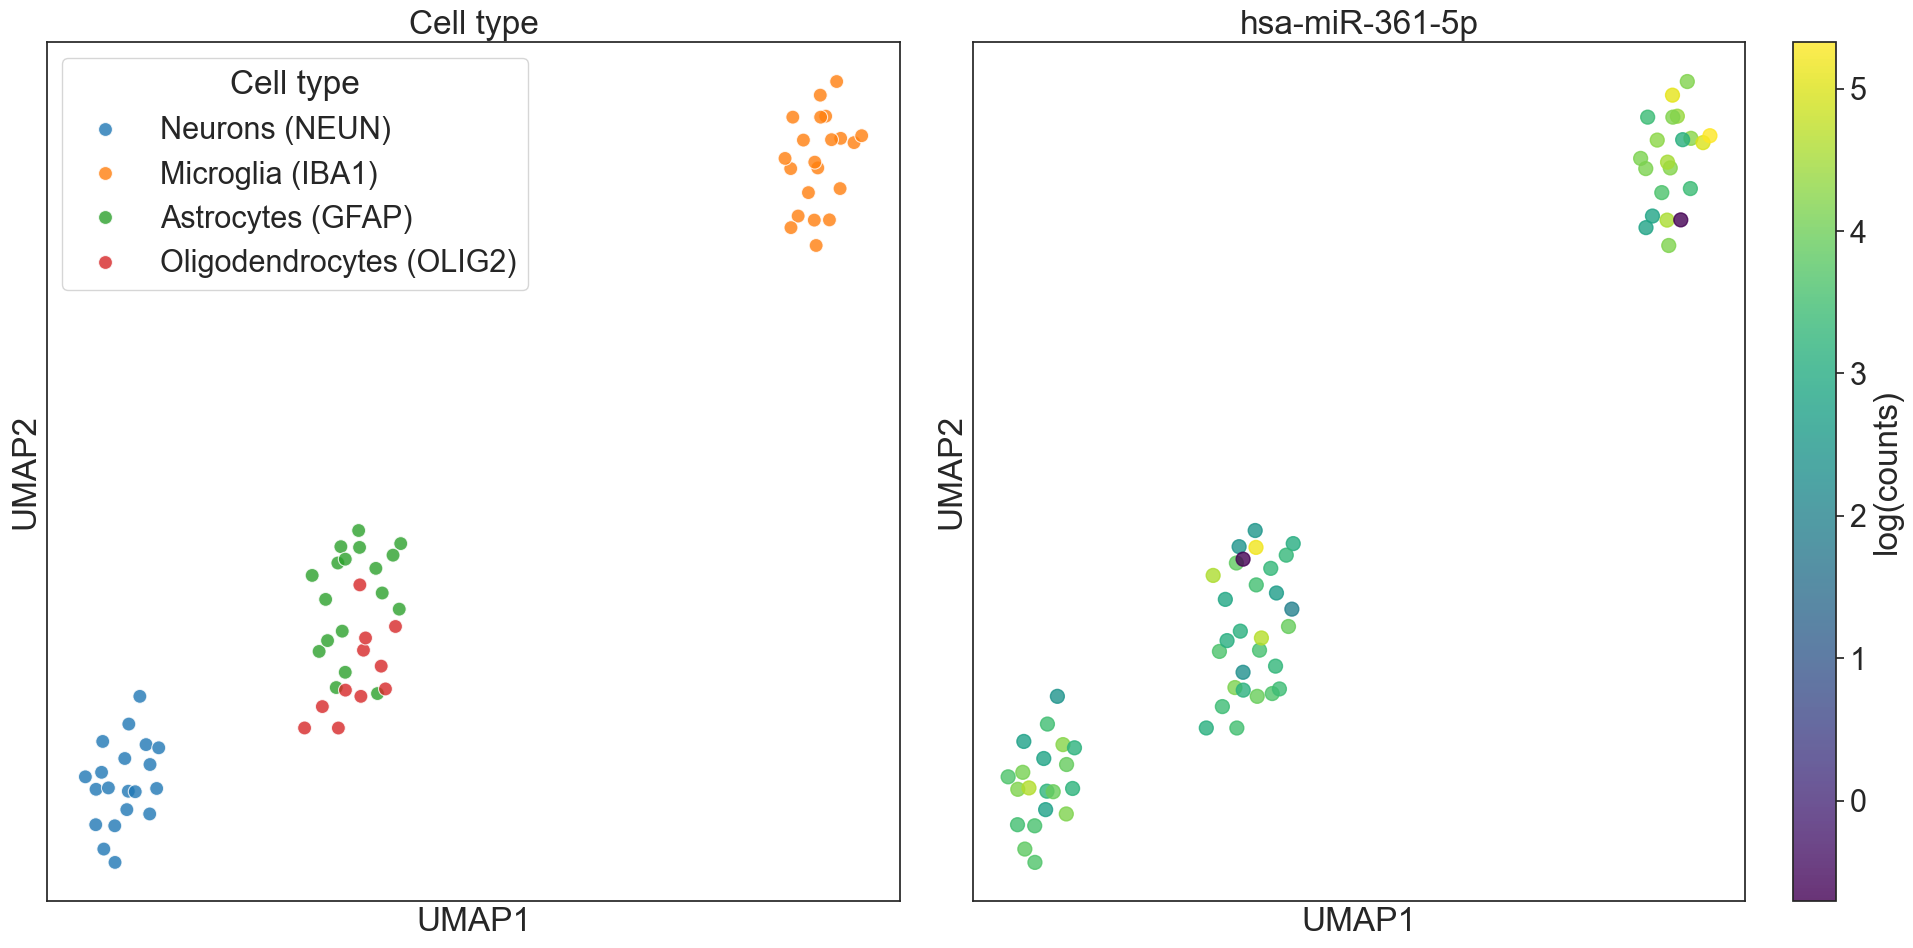 Cell type
Cell type
Neurons (NEUN)
Microglia (IBA1)
Astrocytes (GFAP)
Oligodendrocytes (OLIG2)
UMAP2
UMAP1
hsa-miR-361-5p
UMAP2
UMAP1
5
4
3
2
1
0
log(counts)